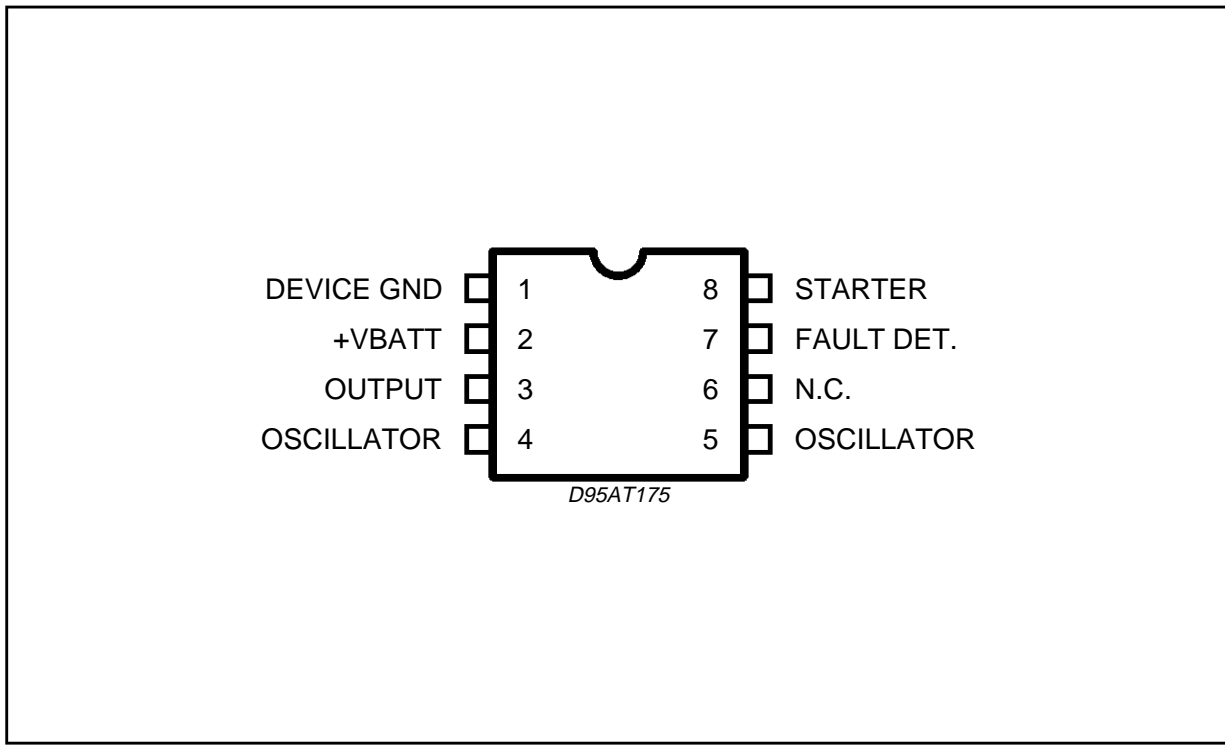 DEVICE GND 1 8 STARTER
+VBATT 2 7 FAULT DET.
OUTPUT 3 6 N.C.
OSCILLATOR 4 5 OSCILLATOR
D95AT175